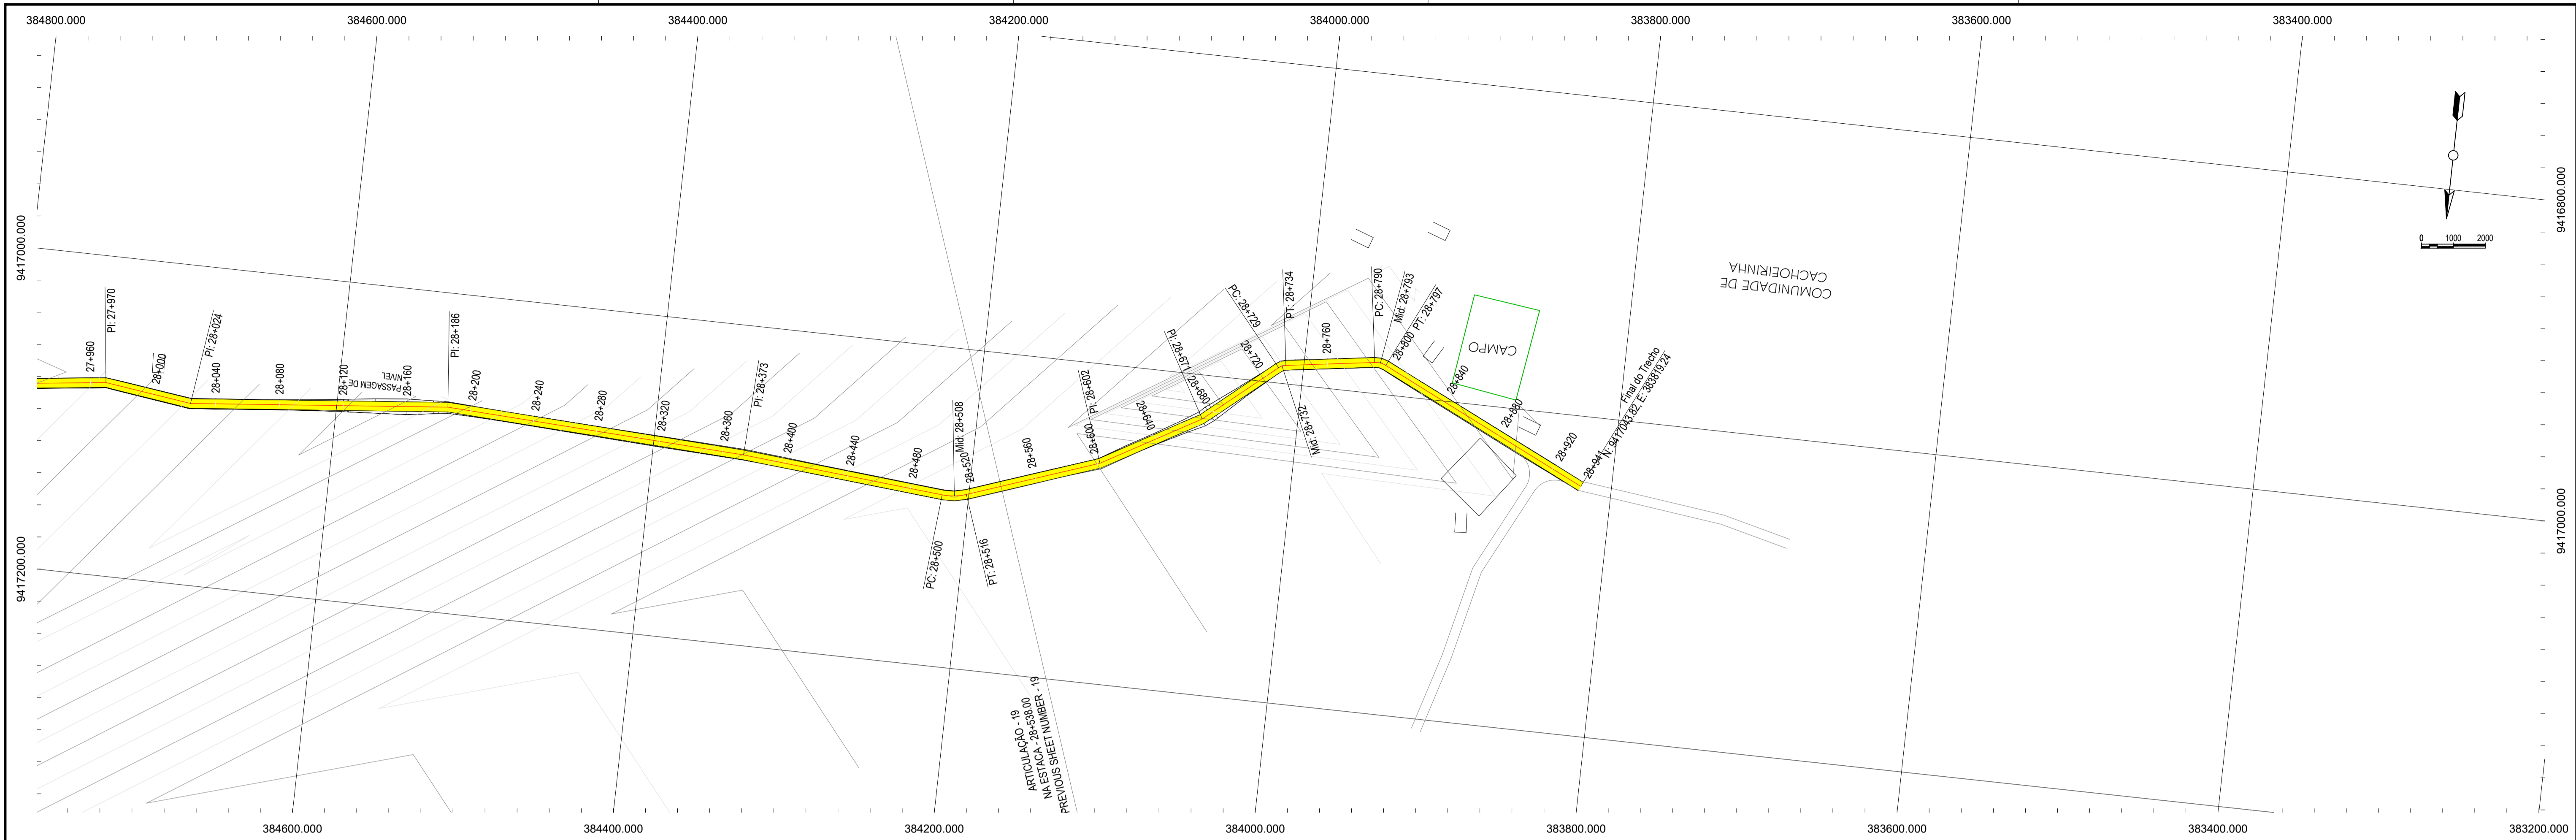 384800.000
384600.000
384400.000
384200.000
384000.000
383800.000
383600.000
383400.000
9417000.000
9417200.000
9416800.000
9417000.000
0 1000 2000
27+960
PI: 27+970
28+000
PI: 28+024
28+040
28+080
28+120
PASSAGEM DE
NIVEL
28+160
PI: 28+186
28+200
28+240
28+280
28+320
28+360
PI: 28+373
28+400
28+440
28+480
PC: 28+500
Mid: 28+508
28+520
PT: 28+516
28+560
28+600
PI: 28+602
28+640
PI: 28+671
28+680
28+720
PC: 28+729
Mid: 28+732
PT: 28+734
28+760
PC: 28+790
Mid: 28+793
PT: 28+797
28+800
28+840
28+880
28+920
28+941
Final do Trecho
N: 9417043.82, E: 383819.24
CAMPO
COMUNIDADE DE
CACHOEIRINHA
ARTICULAÇÃO - 19
NA ESTACA - 28+538.00
PREVIOUS SHEET NUMBER - 19
384600.000
384400.000
384200.000
384000.000
383800.000
383600.000
383400.000
383200.000